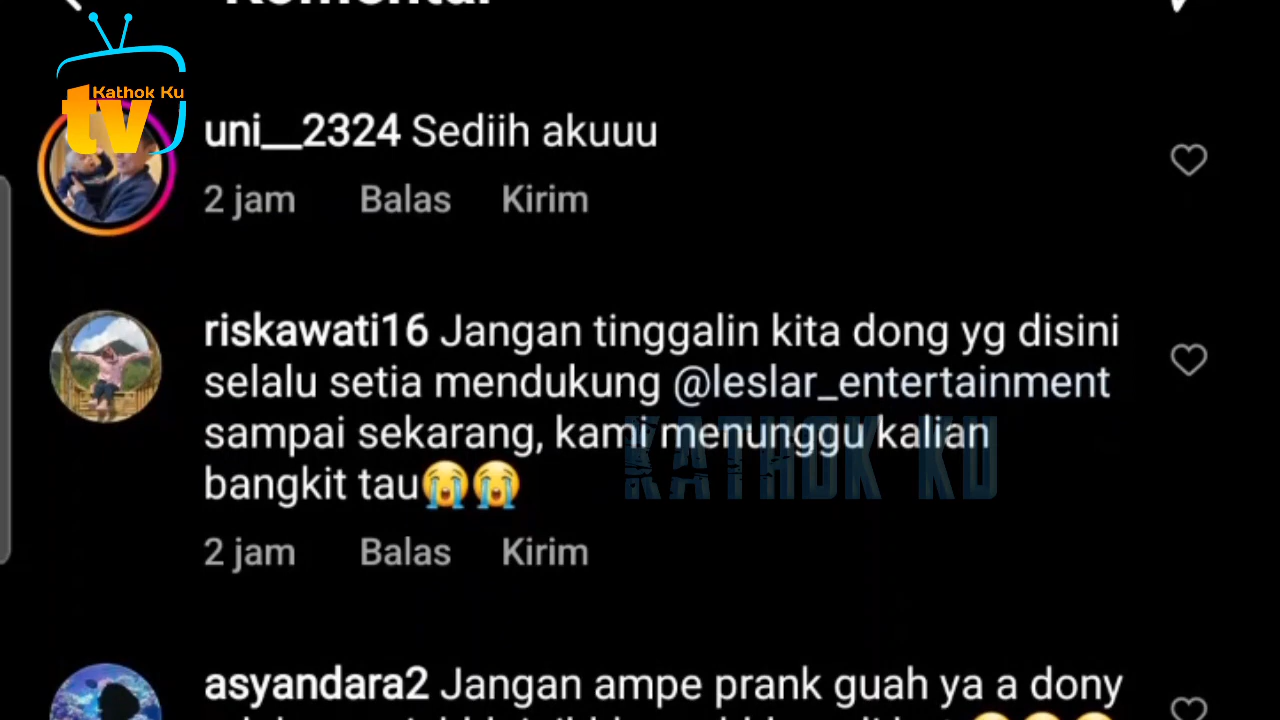 Komentar
Kathok Ku
tv
uni__2324 Sediih akuuu
2 jam Balas Kirim
riskawati16 Jangan tinggalin kita dong yg disini
selalu setia mendukung @leslar_entertainment
sampai sekarang, kami menunggu kalian
bangkit tau😭😭
KATHOK KU
2 jam Balas Kirim
asyandara2 Jangan ampe prank guah ya a dony